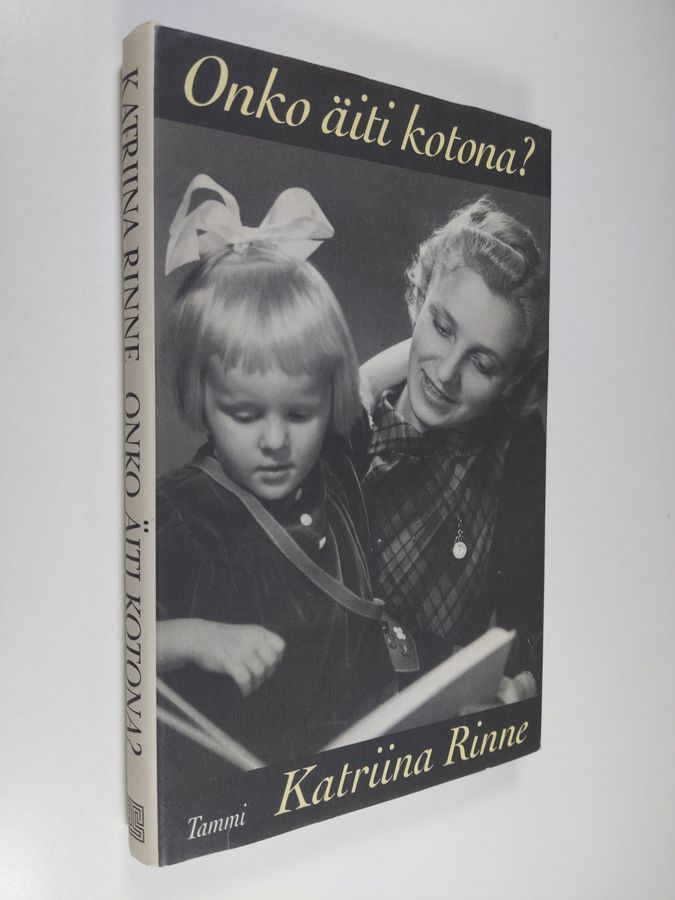 Onko äiti kotona?
Katriina Rinne
Tammi
KATRIINA RINNE ONKO ÄITI KOTONA?